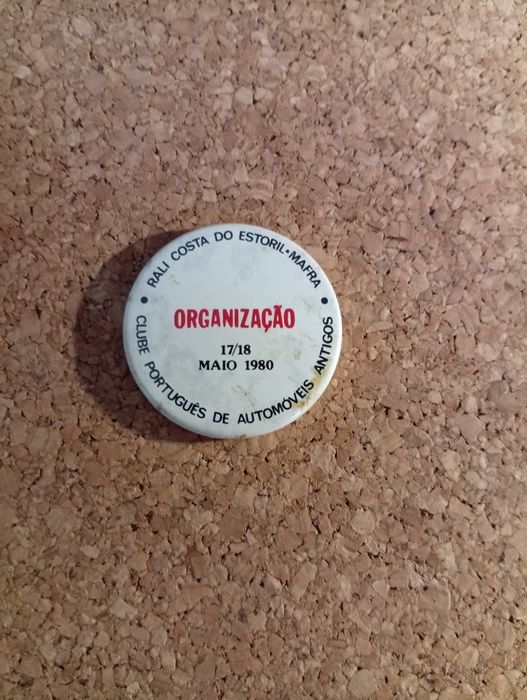 RALI COSTA DO ESTORIL•MAFRA
ORGANIZAÇÃO
17/18
MAIO 1980
• CLUBE PORTUGUÊS DE AUTOMÓVEIS ANTIGOS •